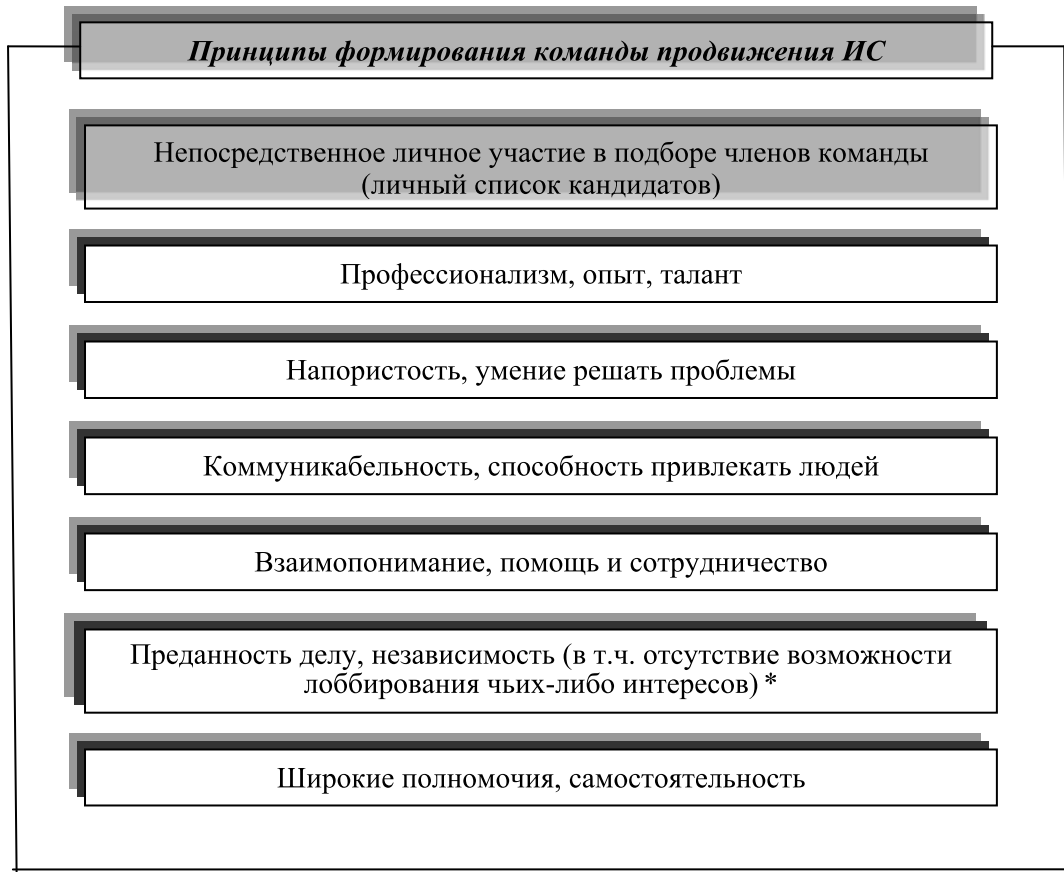 Принципы формирования команды продвижения ИС
Непосредственное личное участие в подборе членов команды
(личный список кандидатов)
Профессионализм, опыт, талант
Напористость, умение решать проблемы
Коммуникабельность, способность привлекать людей
Взаимопонимание, помощь и сотрудничество
Преданность делу, независимость (в т.ч. отсутствие возможности
лоббирования чьих-либо интересов) *
Широкие полномочия, самостоятельность